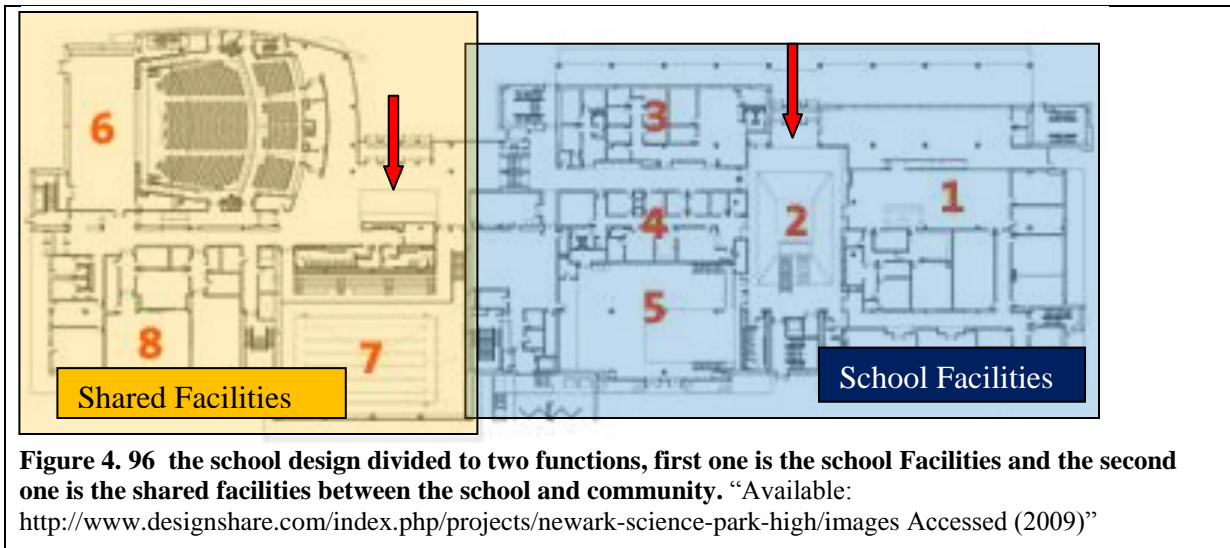 6
3
1
4
2
5
8
7
Shared Facilities
School Facilities
Figure 4. 96 the school design divided to two functions, first one is the school Facilities and the second
one is the shared facilities between the school and community. “Available:
http://www.designshare.com/index.php/projects/newark-science-park-high/images Accessed (2009)”